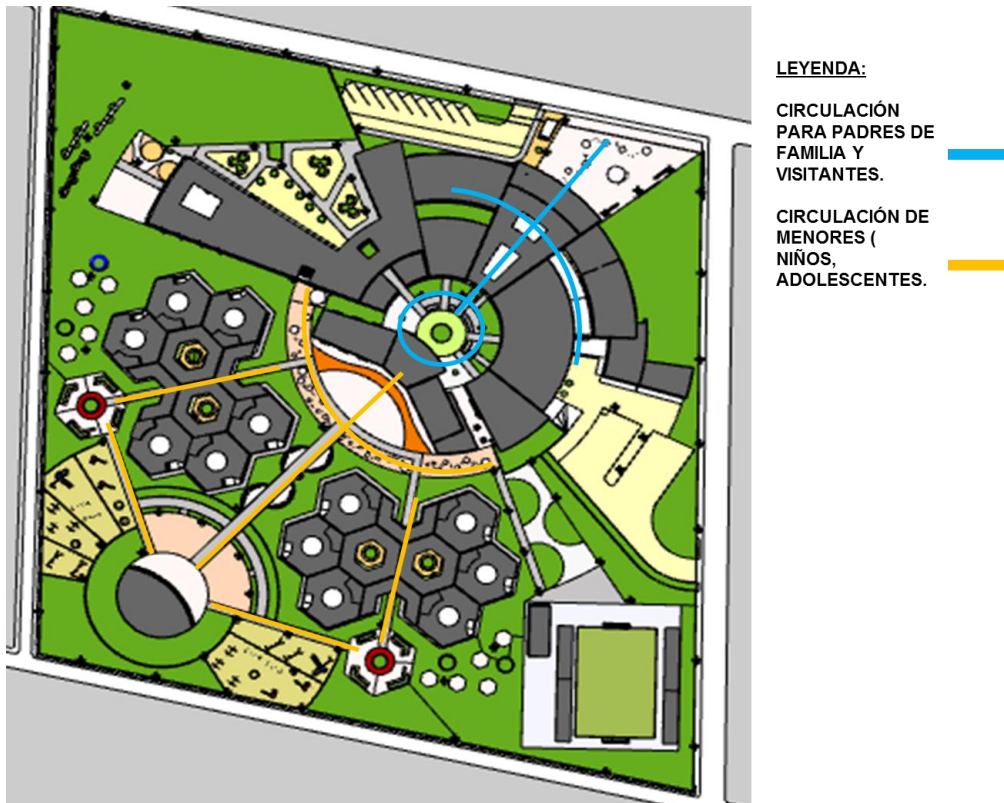 LEYENDA:
CIRCULACIÓN
PARA PADRES DE
FAMILIA Y
VISITANTES.
CIRCULACIÓN DE
MENORES (
NIÑOS,
ADOLESCENTES.